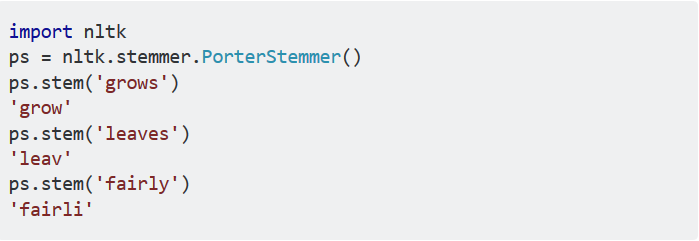 import nltk
ps = nltk.stemmer.PorterStemmer()
ps.stem('grows')
'grow'
ps.stem('leaves')
'leav'
ps.stem('fairly')
'fairli'